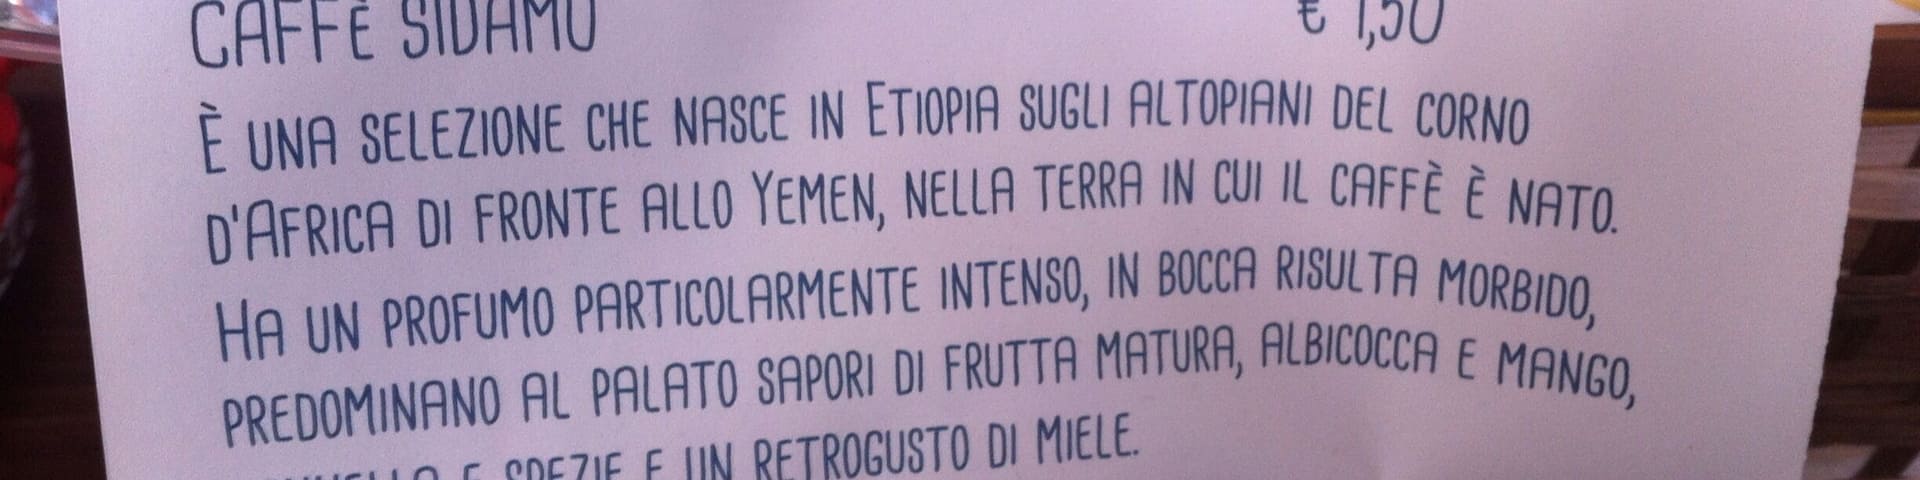 CAFFÈ SIDAMO € 1,50
È UNA SELEZIONE CHE NASCE IN ETIOPIA SUGLI ALTOPIANI DEL CORNO
D'AFRICA DI FRONTE ALLO YEMEN, NELLA TERRA IN CUI IL CAFFÈ È NATO.
HA UN PROFUMO PARTICOLARMENTE INTENSO, IN BOCCA RISULTA MORBIDO,
PREDOMINANO AL PALATO SAPORI DI FRUTTA MATURA, ALBICOCCA E MANGO,
E SPEZIE E UN RETROGUSTO DI MIELE.